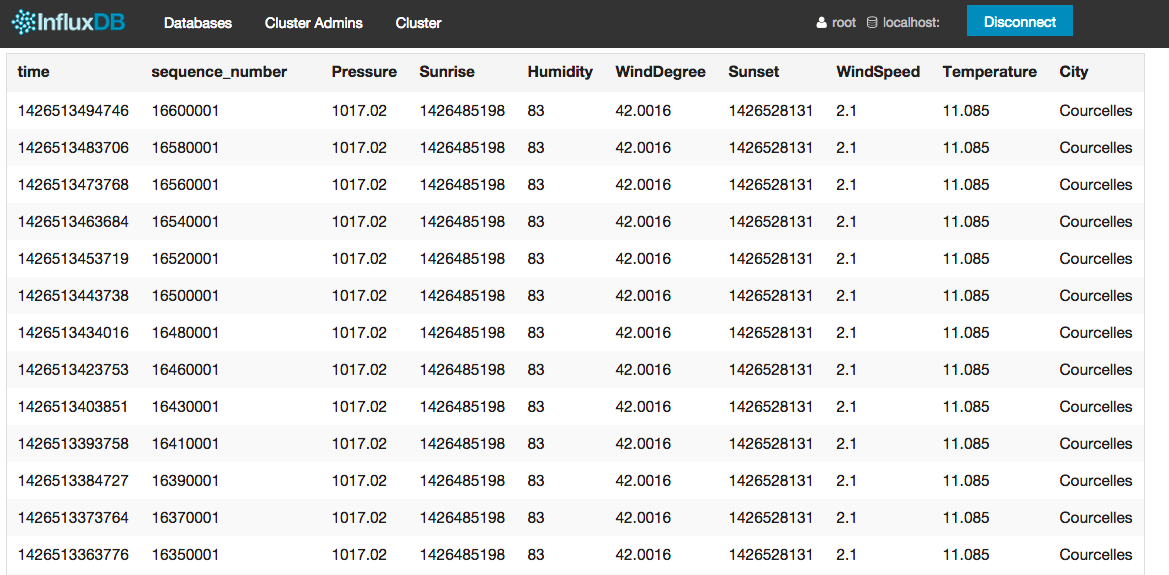 InfluxDB Databases Cluster Admins Cluster root localhost: Disconnect
time sequence_number Pressure Sunrise Humidity WindDegree Sunset WindSpeed Temperature City
1426513494746 16600001 1017.02 1426485198 83 42.0016 1426528131 2.1 11.085 Courcelles
1426513483706 16580001 1017.02 1426485198 83 42.0016 1426528131 2.1 11.085 Courcelles
1426513473768 16560001 1017.02 1426485198 83 42.0016 1426528131 2.1 11.085 Courcelles
1426513463684 16540001 1017.02 1426485198 83 42.0016 1426528131 2.1 11.085 Courcelles
1426513453719 16520001 1017.02 1426485198 83 42.0016 1426528131 2.1 11.085 Courcelles
1426513443738 16500001 1017.02 1426485198 83 42.0016 1426528131 2.1 11.085 Courcelles
1426513434016 16480001 1017.02 1426485198 83 42.0016 1426528131 2.1 11.085 Courcelles
1426513423753 16460001 1017.02 1426485198 83 42.0016 1426528131 2.1 11.085 Courcelles
1426513403851 16430001 1017.02 1426485198 83 42.0016 1426528131 2.1 11.085 Courcelles
1426513393758 16410001 1017.02 1426485198 83 42.0016 1426528131 2.1 11.085 Courcelles
1426513384727 16390001 1017.02 1426485198 83 42.0016 1426528131 2.1 11.085 Courcelles
1426513373764 16370001 1017.02 1426485198 83 42.0016 1426528131 2.1 11.085 Courcelles
1426513363776 16350001 1017.02 1426485198 83 42.0016 1426528131 2.1 11.085 Courcelles